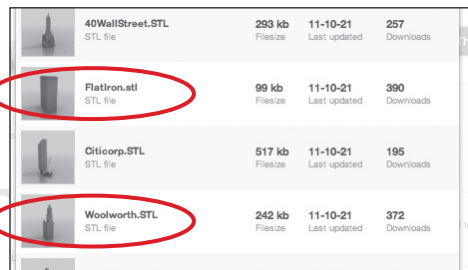 40WallStreet.STL 293 kb 11-10-21 257
STL file Filesize Last updated Downloads
FlatIron.stl 99 kb 11-10-21 390
STL file Filesize Last updated Downloads
Citicorp.STL 517 kb 11-10-21 195
STL file Filesize Last updated Downloads
Woolworth.STL 242 kb 11-10-21 372
STL file Filesize Last updated Downloads